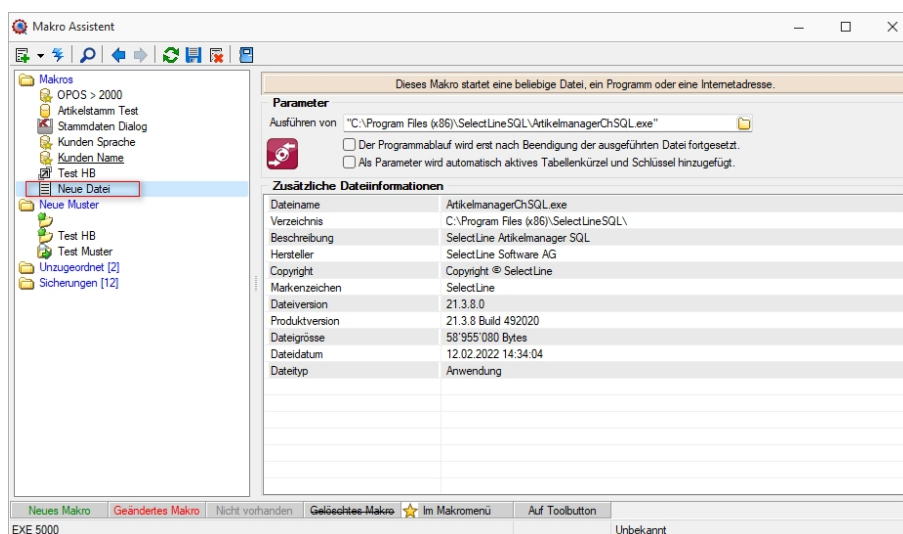 Makro Assistent
Makros
OPOS > 2000
Artikelstamm Test
Stammdaten Dialog
Kunden Sprache
Kunden Name
Test HB
Neue Datei
Neue Muster
Test HB
Test Muster
Unzugeordnet [2]
Sicherungen [12]
Dieses Makro startet eine beliebige Datei, ein Programm oder eine Internetadresse.
Parameter
Ausführen von "C:\Program Files (x86)\SelectLineSQL\ArtikelmanagerChSQL.exe"
Der Programmablauf wird erst nach Beendigung der ausgeführten Datei fortgesetzt.
Als Parameter wird automatisch aktives Tabellenkürzel und Schlüssel hinzugefügt.
Zusätzliche Dateiinformationen
Dateiname ArtikelmanagerChSQL.exe
Verzeichnis C:\Program Files (x86)\SelectLineSQL\
Beschreibung SelectLine Artikelmanager SQL
Hersteller SelectLine Software AG
Copyright Copyright © SelectLine
Markenzeichen SelectLine
Dateiversion 21.3.8.0
Produktversion 21.3.8 Build 492020
Dateigrösse 58'955'080 Bytes
Dateidatum 12.02.2022 14:34:04
Dateityp Anwendung
Neues Makro Geändertes Makro Nicht vorhanden Gelöschtes Makro Im Makromenü Auf Toolbutton
EXE 5000 Unbekannt